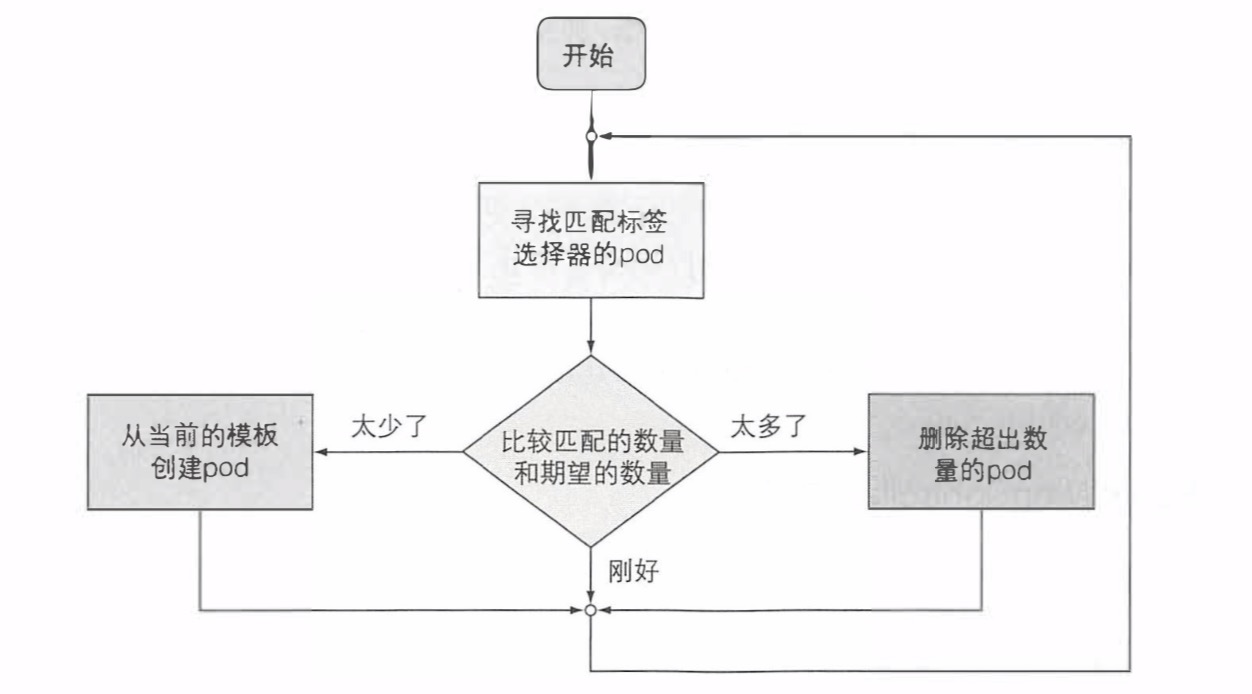 开始
寻找匹配标签
选择器的pod
太少了
太多了
从当前的模板
创建pod
比较匹配的数量
和期望的数量
删除超出数
量的pod
刚好